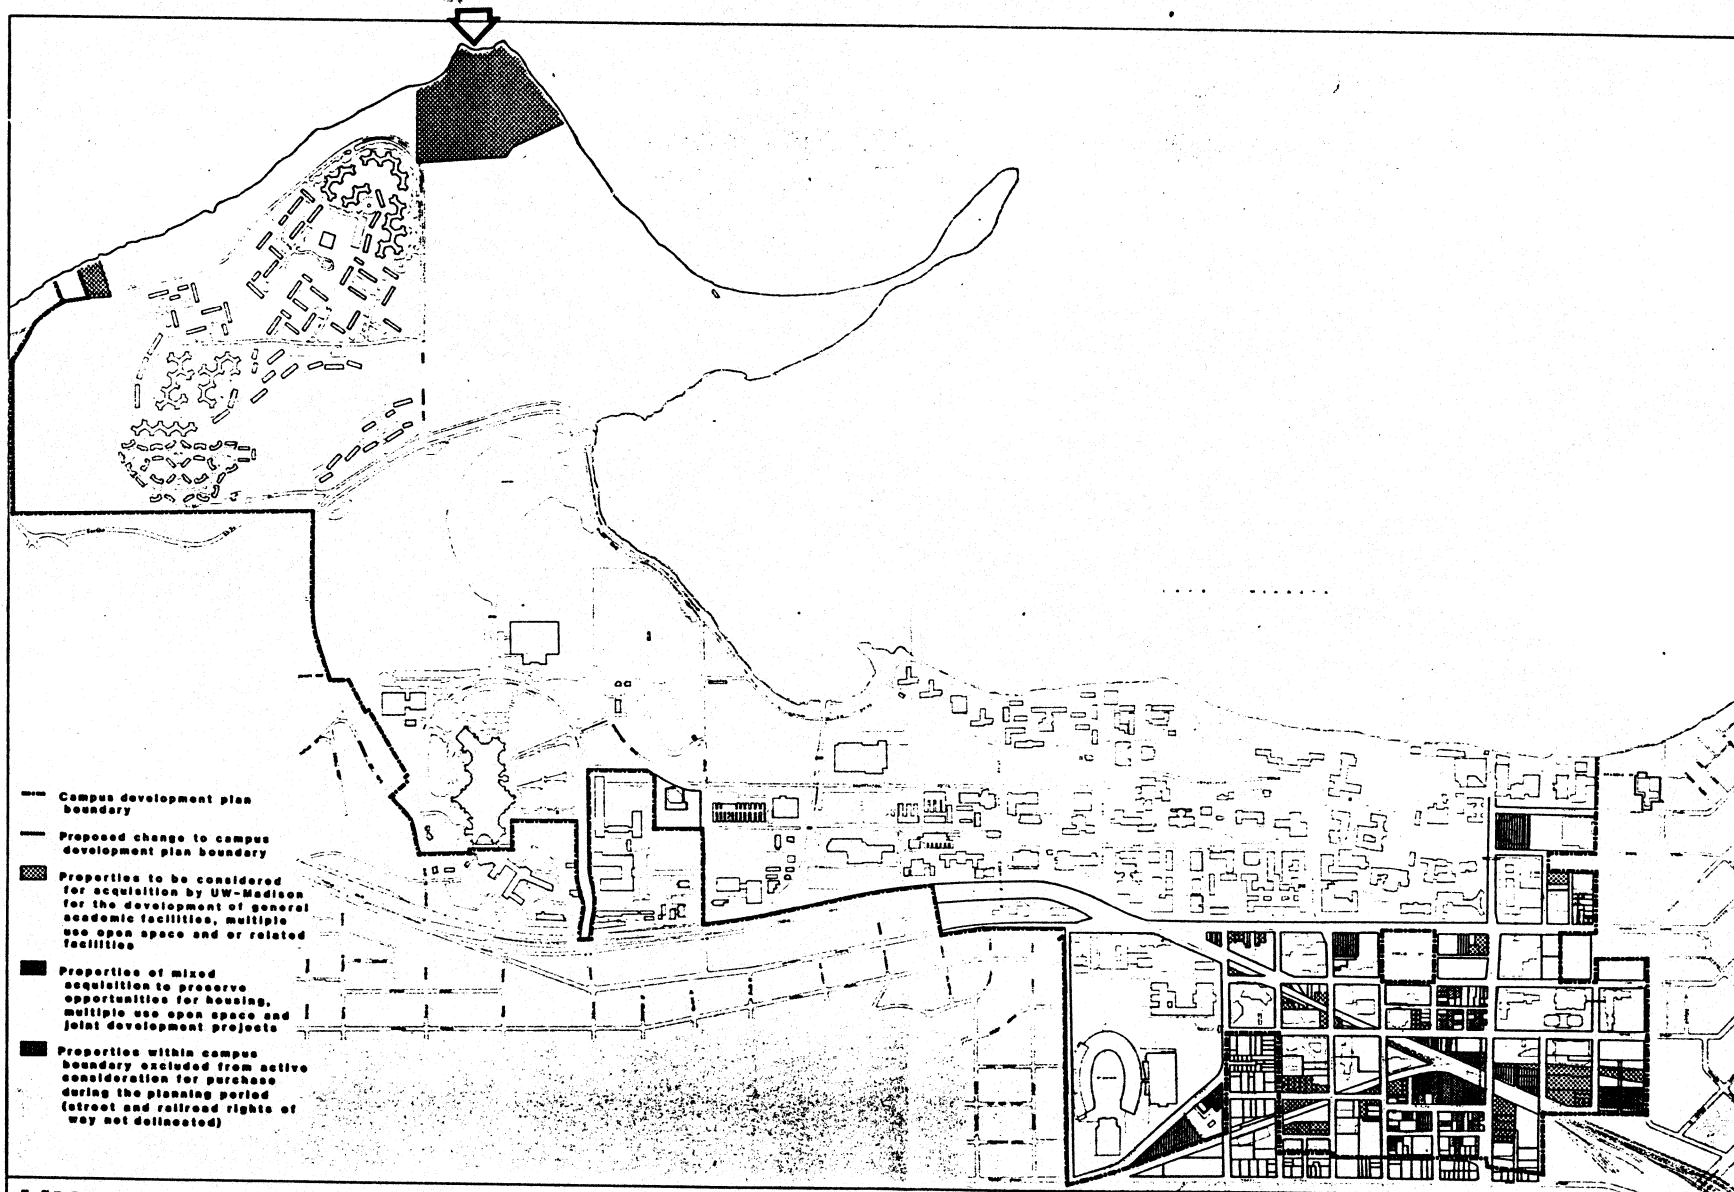 Campus development plan
boundary
Proposed change to campus
development plan boundary
Properties to be considered
for acquisition by UW-Madison
for the development of general
academic facilities, multiple
use open space and or related
facilities
Properties of mixed
acquisition to preserve
opportunities for housing,
multiple use open space and
joint development projects
Properties within campus
boundary excluded from active
consideration for purchase
during the planning period
(street and railroad rights of
way not delineated)